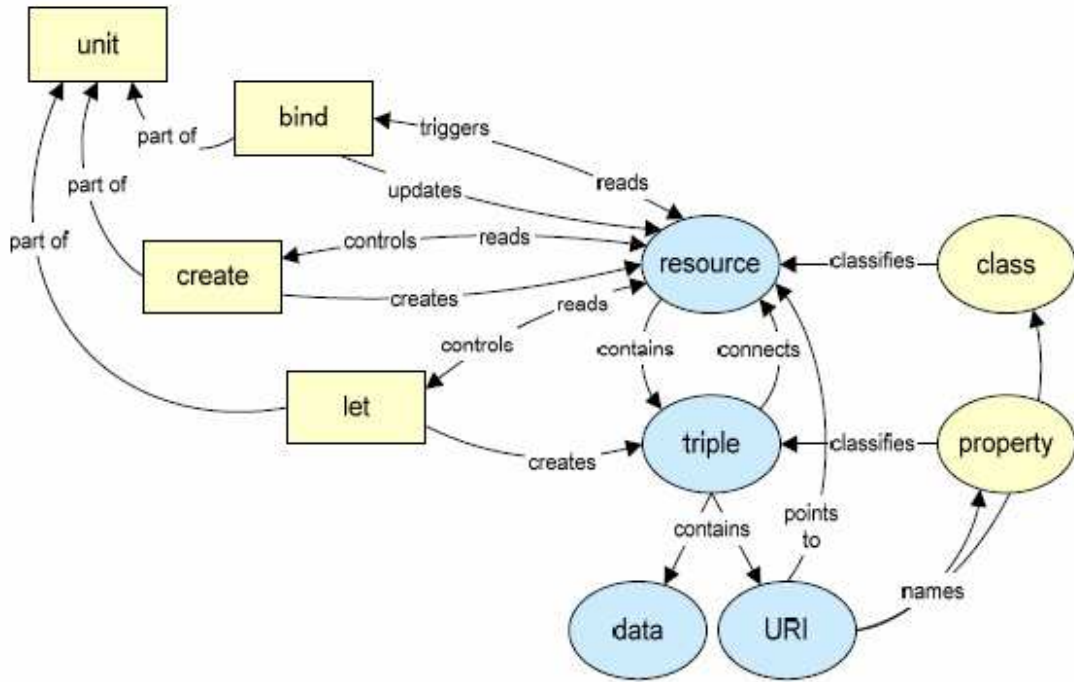 unit
bind
part of
triggers
part of
updates
reads
part of
controls
reads
create
creates
resource
classifies
class
reads
controls
contains
connects
let
triple
classifies
property
creates
contains
points
to
names
data
URI